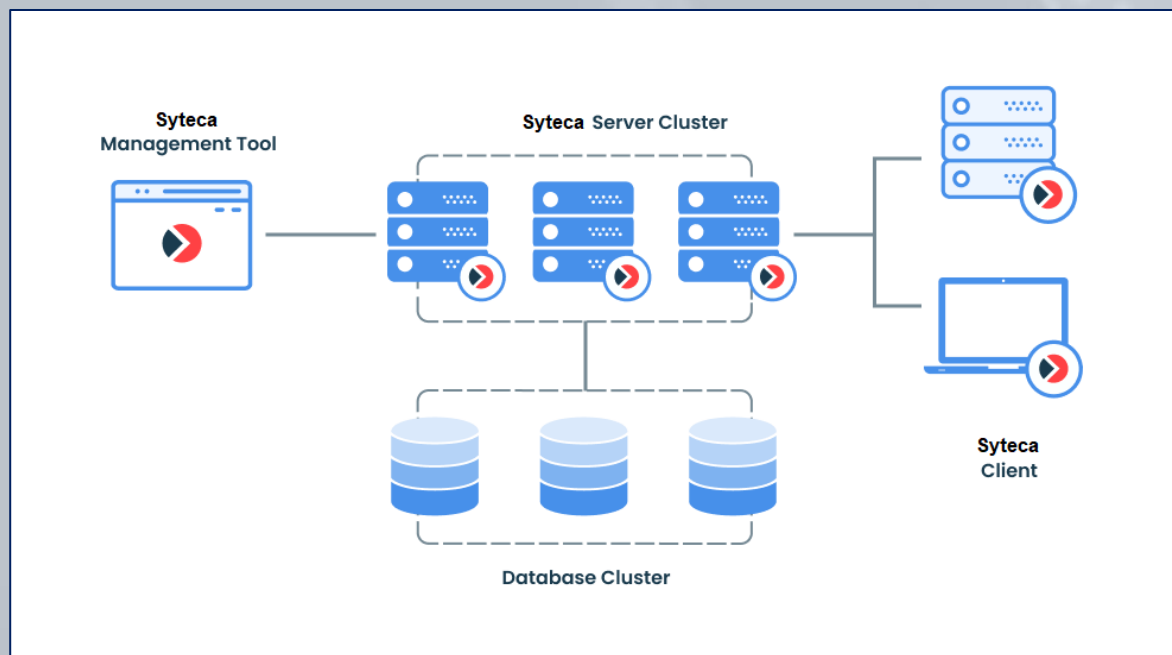 Syteca
Management Tool
Syteca Server Cluster
Syteca
Client
Database Cluster